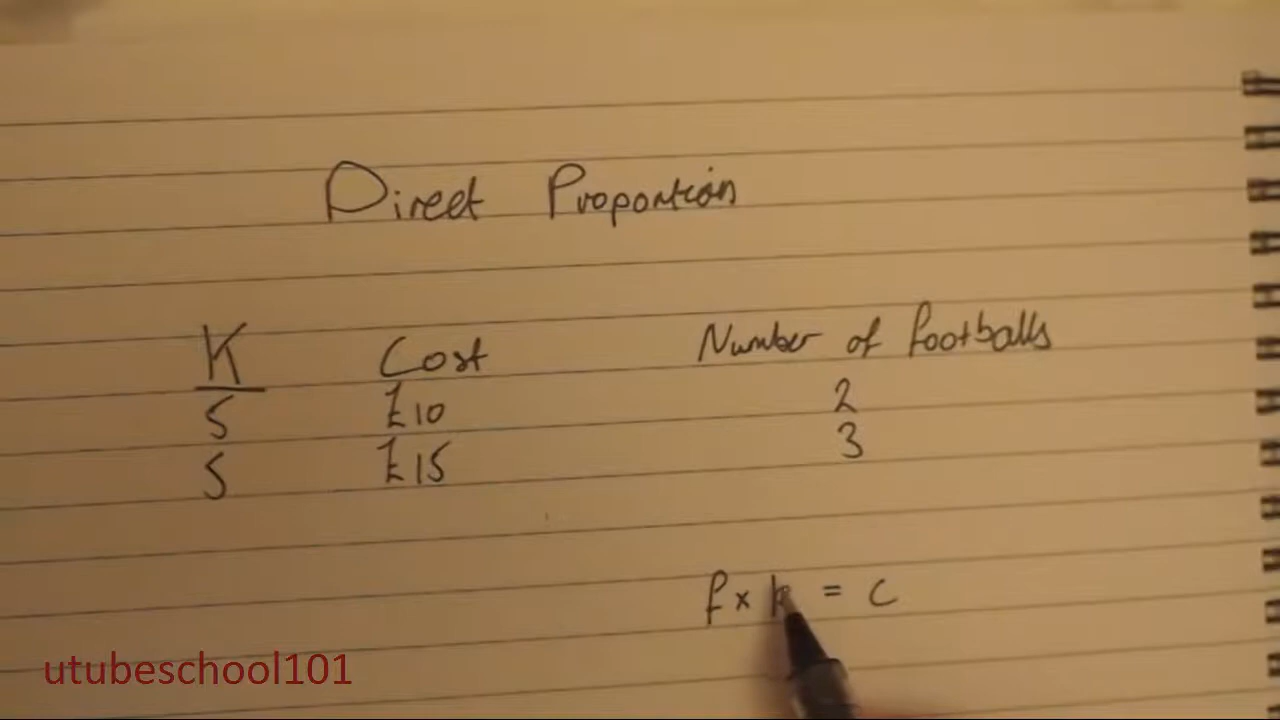 Direct Proportion
K Cost Number of footballs
5 £10 2
5 £15 3
f x k = c
utubeschool101